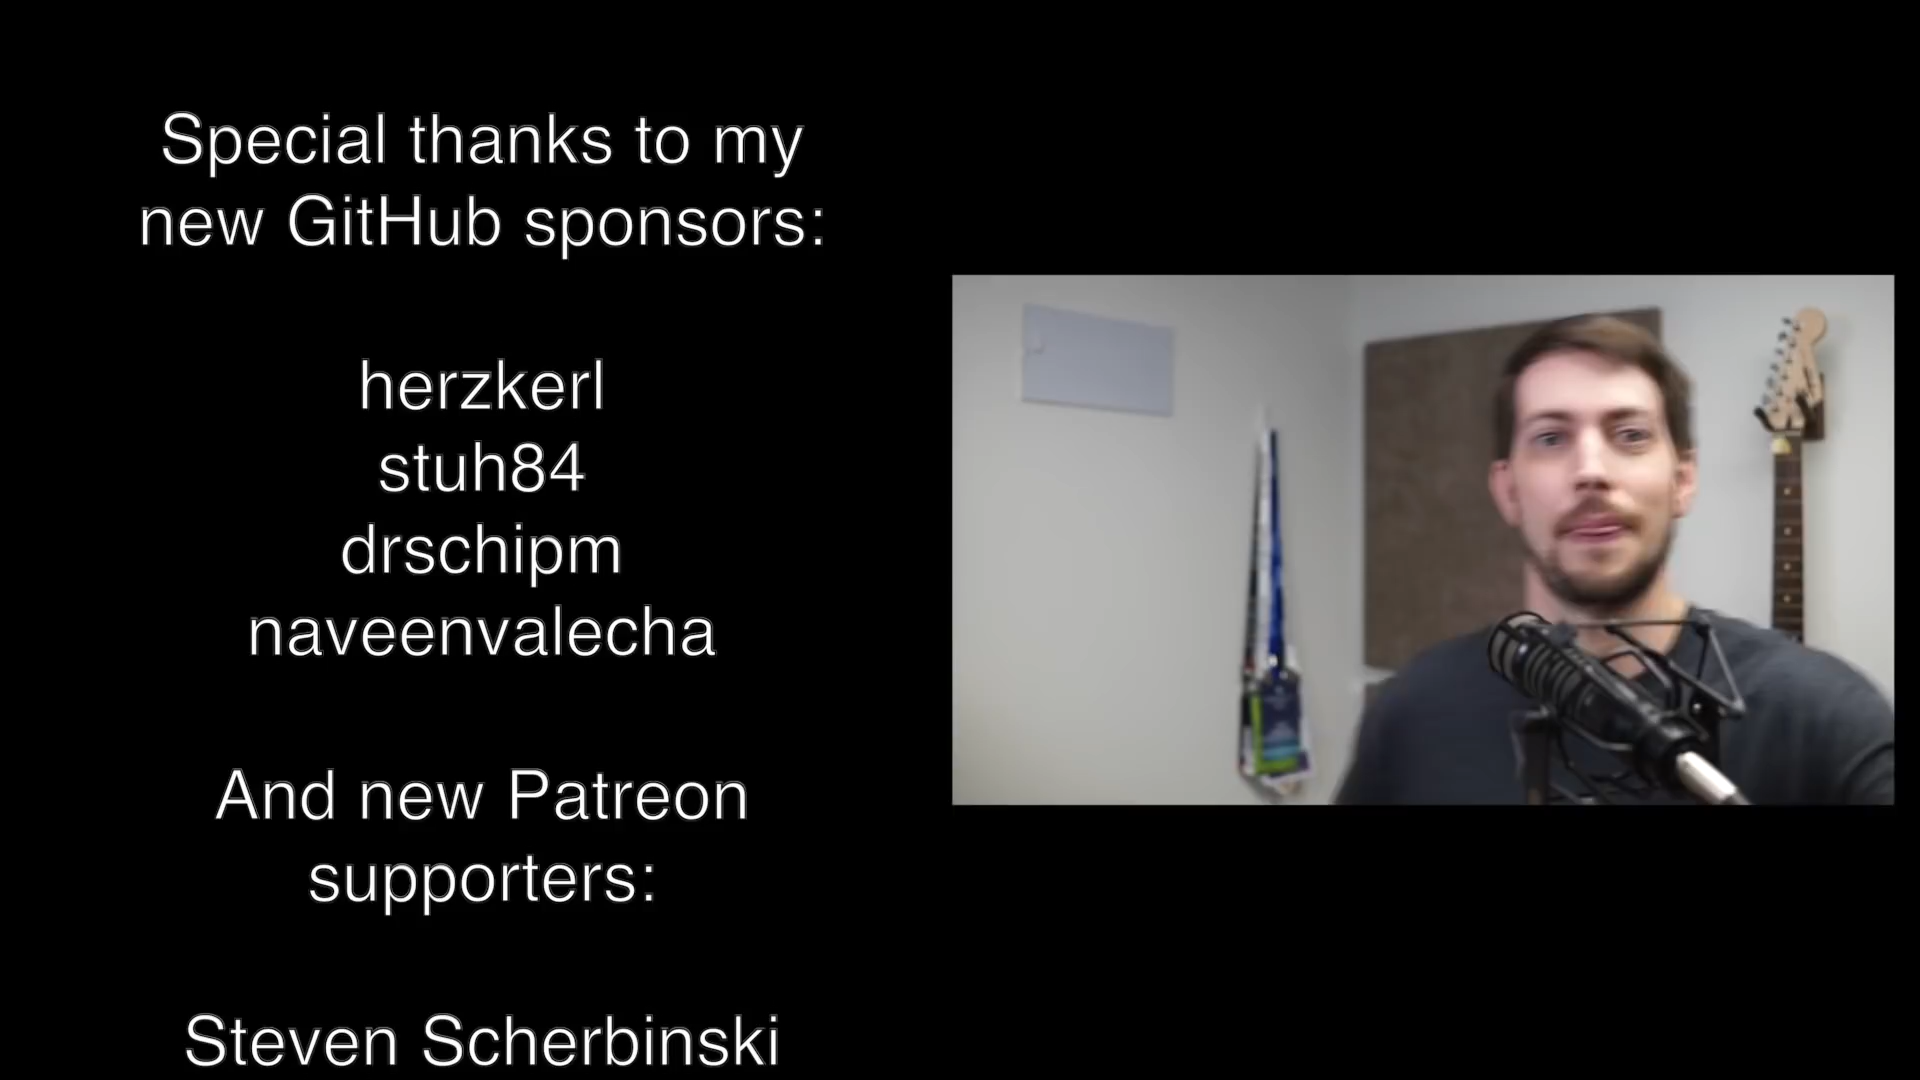 Special thanks to my
new GitHub sponsors:
herzkerl
stuh84
drschipm
naveenvalecha
And new Patreon
supporters:
Steven Scherbinski